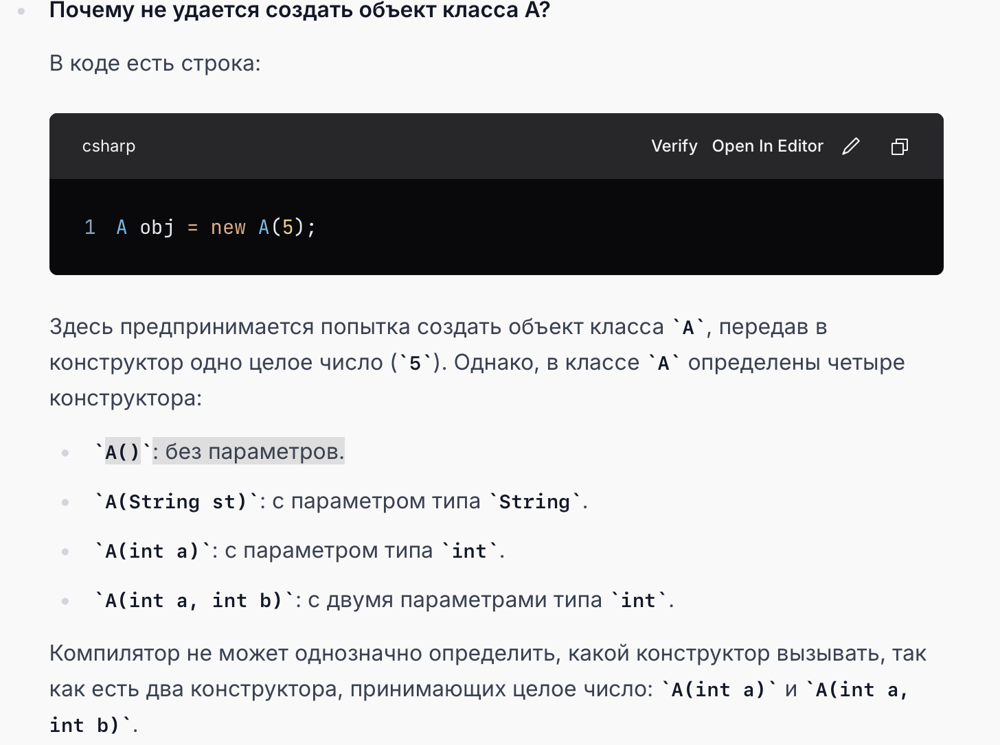 Почему не удается создать объект класса A?
В коде есть строка:
csharp Verify Open In Editor
1 A obj = new A(5);
Здесь предпринимается попытка создать объект класса `A`, передав в
конструктор одно целое число (`5`). Однако, в классе `A` определены четыре
конструктора:
`A()`: без параметров.
`A(String st)`: с параметром типа `String`.
`A(int a)`: с параметром типа `int`.
`A(int a, int b)`: с двумя параметрами типа `int`.
Компилятор не может однозначно определить, какой конструктор вызывать, так
как есть два конструктора, принимающих целое число: `A(int a)` и `A(int a,
int b)`.